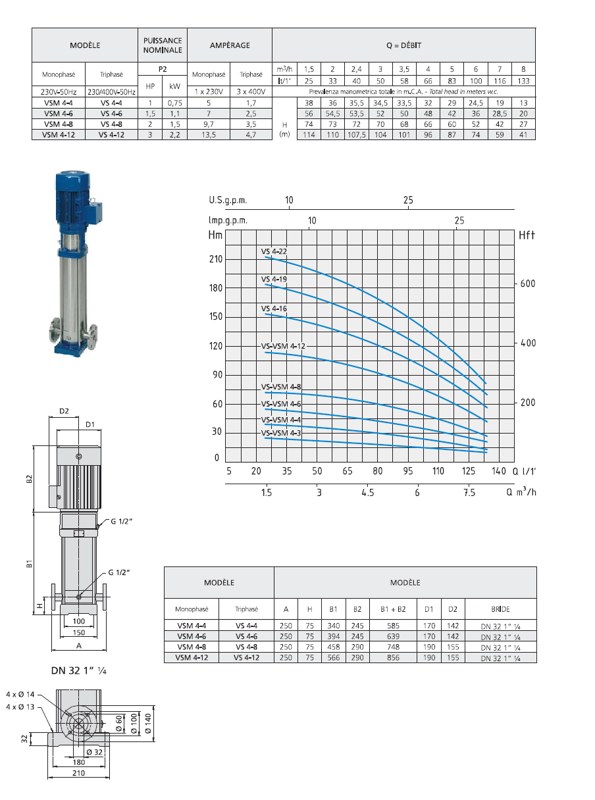 MODÈLE PUISSANCE NOMINALE AMPÈRAGE Q = DÉBIT
Monophasé Triphasé P2 Monophasé Triphasé m³/h 1,5 2 2,4 3 3,5 4 5 6 7 8
HP kW lt/1' 25 33 40 50 58 66 83 100 116 133
230V-50Hz 230/400V-50Hz 1 x 230V 3 x 400V Prevalenza manometrica totale in m.C.A. - Total head in meters w.c.
VSM 4-4 VS 4-4 1 0,75 5 1,7 H (m) 38 36 35,5 34,5 33,5 32 29 24,5 19 13
VSM 4-6 VS 4-6 1,5 1,1 7 2,5 56 54,5 53,5 52 50 48 42 36 28,5 20
VSM 4-8 VS 4-8 2 1,5 9,7 3,5 74 73 72 70 68 66 60 52 42 27
VSM 4-12 VS 4-12 3 2,2 13,5 4,7 114 110 107,5 104 101 96 87 74 59 41
U.S.g.p.m. 10 25
Imp.g.p.m. 10 25
Hm Hft
VS 4-22
210
VS 4-19
600
180
VS 4-16
150
VS-VSM 4-12
400
120
90
VS-VSM 4-8
200
60
VS-VSM 4-6
VS-VSM 4-4
30
VS-VSM 4-3
0
5 20 35 50 65 80 95 110 125 140 Q l/1'
1.5 3 4.5 6 7.5 Q m³/h
D2
D1
B2
G 1/2"
B1
G 1/2"
H
100
150
A
DN 32 1" ¼
MODÈLE MODÈLE
Monophasé Triphasé A H B1 B2 B1 + B2 D1 D2 BRIDE
VSM 4-4 VS 4-4 250 75 340 245 585 170 142 DN 32 1" ¼
VSM 4-6 VS 4-6 250 75 394 245 639 170 142 DN 32 1" ¼
VSM 4-8 VS 4-8 250 75 458 290 748 190 155 DN 32 1" ¼
VSM 4-12 VS 4-12 250 75 566 290 856 190 155 DN 32 1" ¼
4 x Ø 14
4 x Ø 13
Ø 60
Ø 100
Ø 140
32
Ø 32
180
210